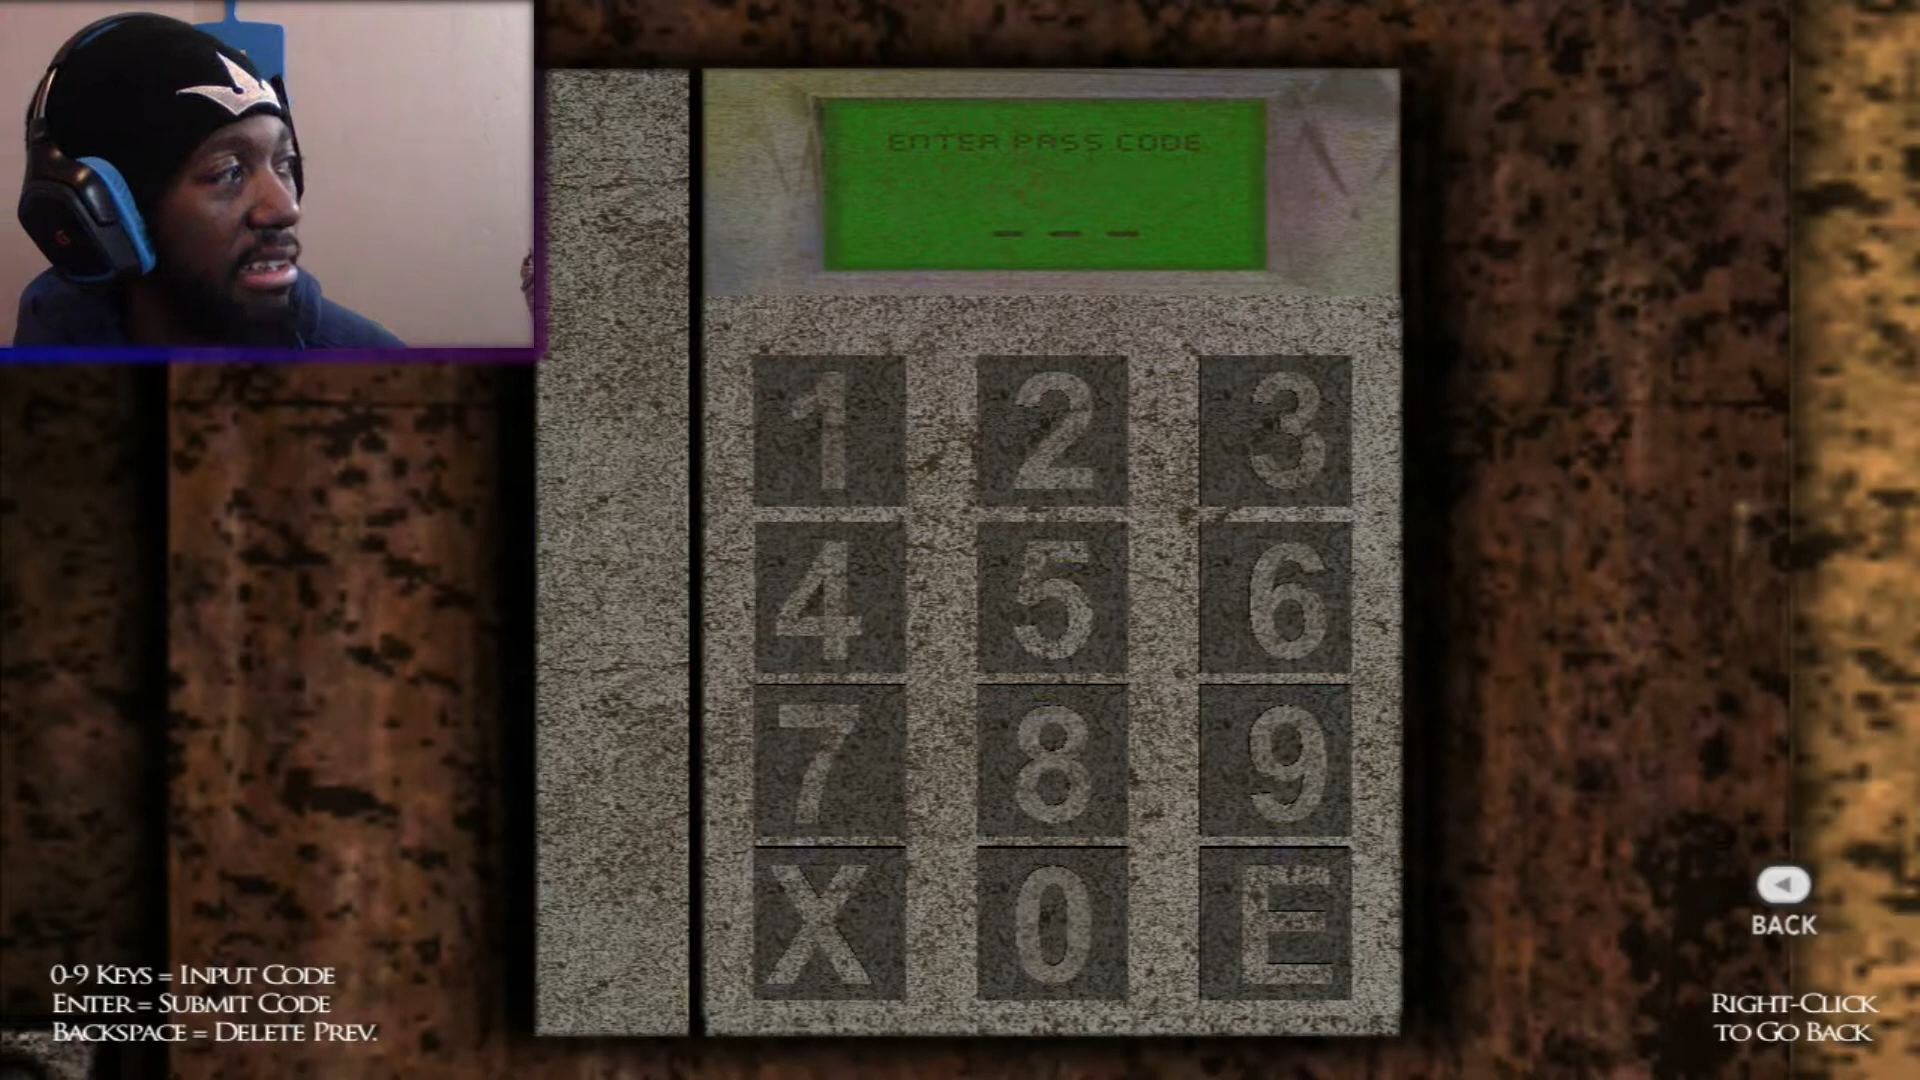 ENTER PASS CODE
_ _ _
1 2 3
4 5 6
7 8 9
X 0 E
BACK
0-9 KEYS = INPUT CODE
ENTER = SUBMIT CODE
BACKSPACE = DELETE PREV.
RIGHT-CLICK
TO GO BACK